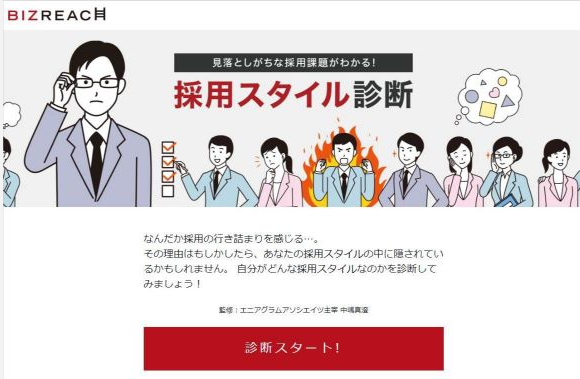 BIZREACH
見落としがちな採用課題がわかる!
採用スタイル診断
なんだか採用の行き詰まりを感じる…。
その理由はもしかしたら、あなたの採用スタイルの中に隠されてい
るかもしれません。 自分がどんな採用スタイルなのかを診断して
みましょう！
監修：エニアグラムアソシエイツ主宰 中嶋真澄
診断スタート!